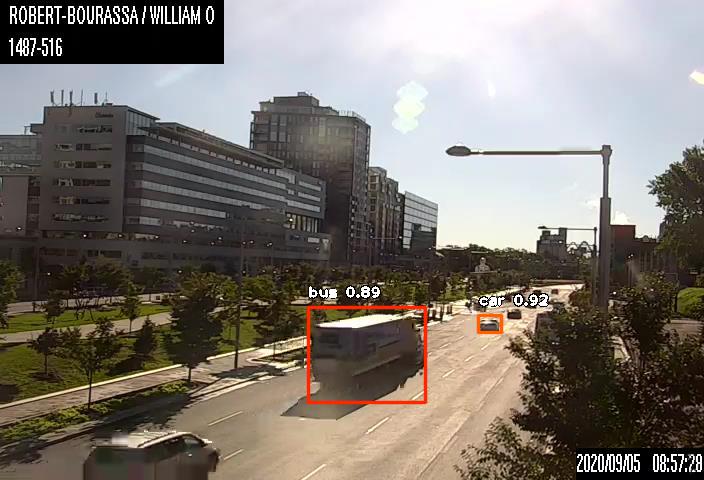 ROBERT-BOURASSA / WILLIAM O
1487-516
bus 0.89
car 0.92
2020/09/05 08:57:28